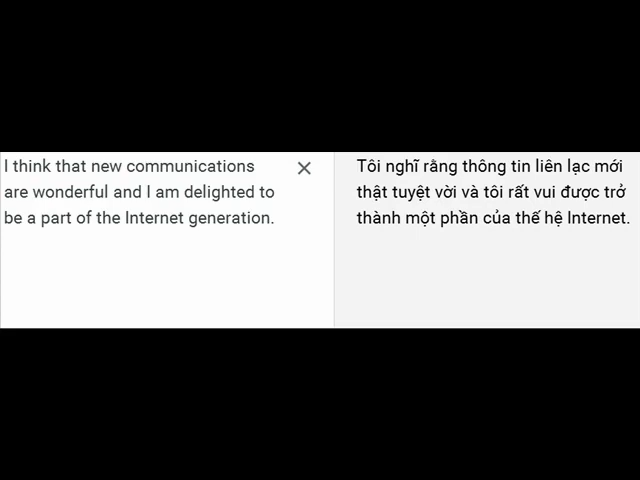 I think that new communications
are wonderful and I am delighted to
be a part of the Internet generation.
Tôi nghĩ rằng thông tin liên lạc mới
thật tuyệt vời và tôi rất vui được trở
thành một phần của thế hệ Internet.